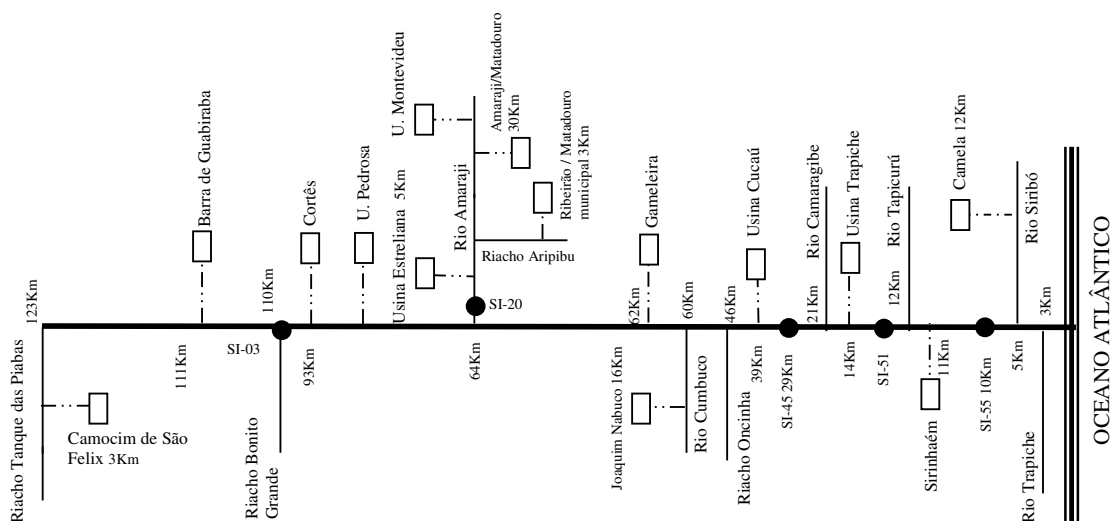 123Km
Riacho Tanque das Piabas
Camocim de São
Felix 3Km
Barra de Guabiraba
111Km
110Km
SI-03
Riacho Bonito
Grande
Cortês
93Km
U. Pedrosa
Usina Estreliana 5Km
U. Montevideu
Rio Amaraji
Amaraji/Matadouro
30Km
Ribeirão / Matadouro
municipal 3Km
Riacho Aripibu
SI-20
64Km
Gameleira
62Km
Joaquim Nabuco 16Km
60Km
Rio Cumbuco
46Km
Riacho Oncinha
Usina Cucaú
39Km
SI-45 29Km
Rio Camaragibe
21Km
Usina Trapiche
14Km
SI-51
Rio Tapicurú
12Km
Sirinhaém
11Km
Camela 12Km
SI-55 10Km
Rio Siribó
5Km
3Km
Rio Trapiche
OCEANO ATLÂNTICO